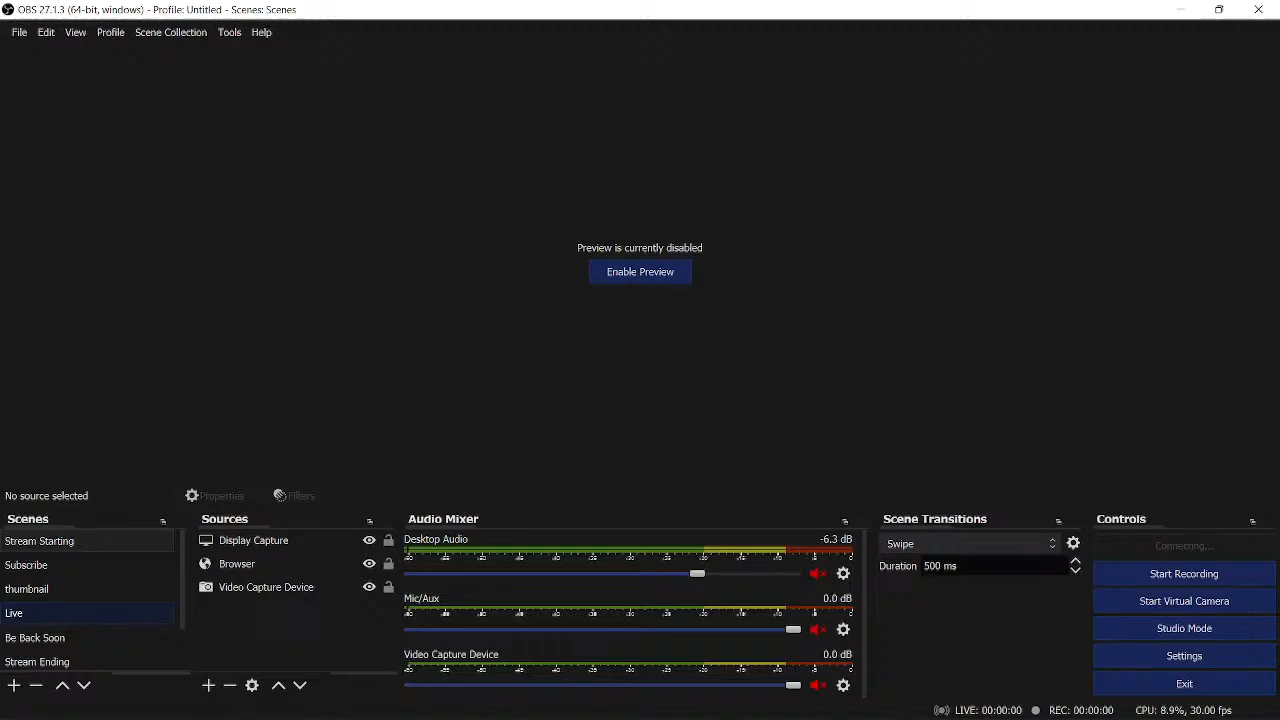 OBS 27.1.3 (64-bit, windows) - Profile: Untitled - Scenes: Scenes
File Edit View Profile Scene Collection Tools Help
Preview is currently disabled
Enable Preview
No source selected Properties Filters
Scenes
Stream Starting
Subscribe
thumbnail
Live
Be Back Soon
Stream Ending
Sources
Display Capture
Browser
Video Capture Device
Audio Mixer
Desktop Audio -6.3 dB
Mic/Aux 0.0 dB
Video Capture Device 0.0 dB
Scene Transitions
Swipe
Duration 500 ms
Controls
Connecting...
Start Recording
Start Virtual Camera
Studio Mode
Settings
Exit
LIVE: 00:00:00 REC: 00:00:00 CPU: 8.9%, 30.00 fps